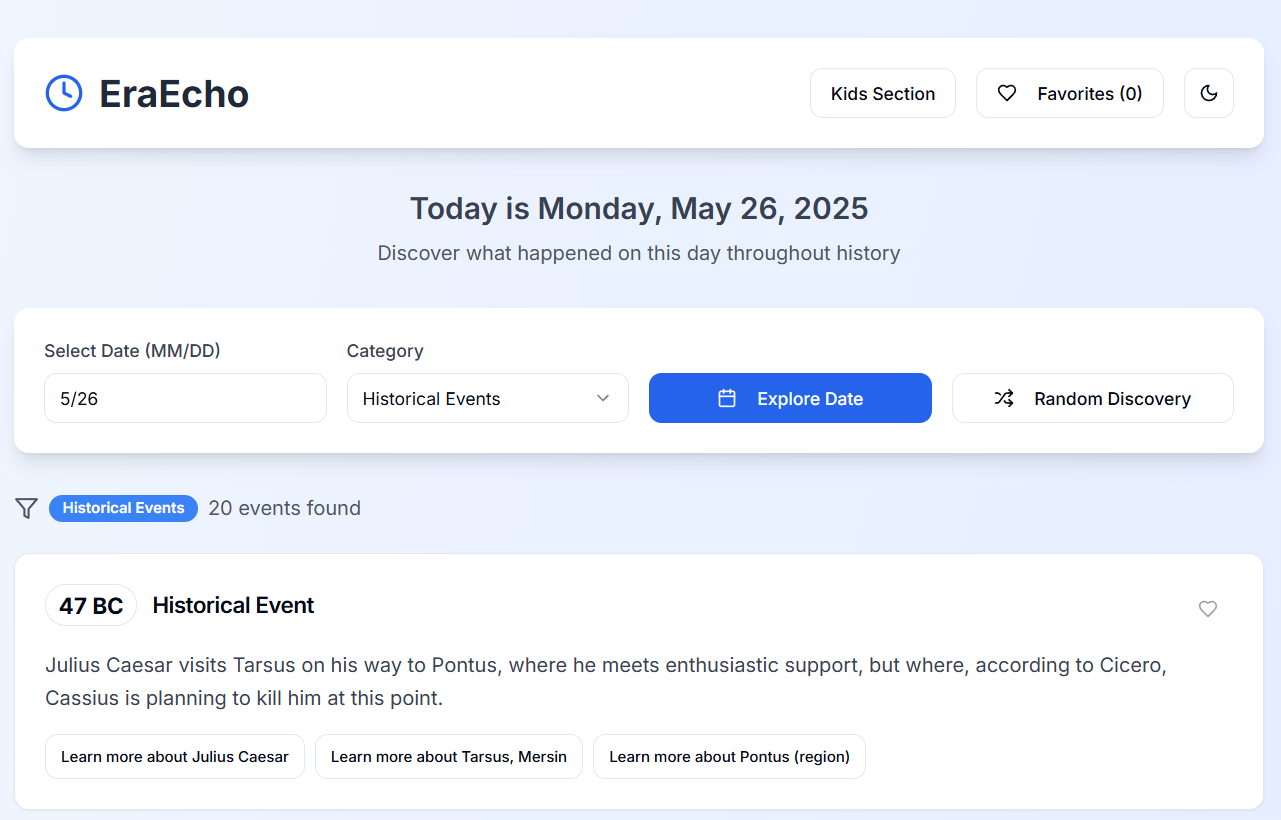 EraEcho
Kids Section
Favorites (0)
Today is Monday, May 26, 2025
Discover what happened on this day throughout history
Select Date (MM/DD)
Category
5/26
Historical Events
Explore Date
Random Discovery
Historical Events
20 events found
47 BC
Historical Event
Julius Caesar visits Tarsus on his way to Pontus, where he meets enthusiastic support, but where, according to Cicero,
Cassius is planning to kill him at this point.
Learn more about Julius Caesar
Learn more about Tarsus, Mersin
Learn more about Pontus (region)